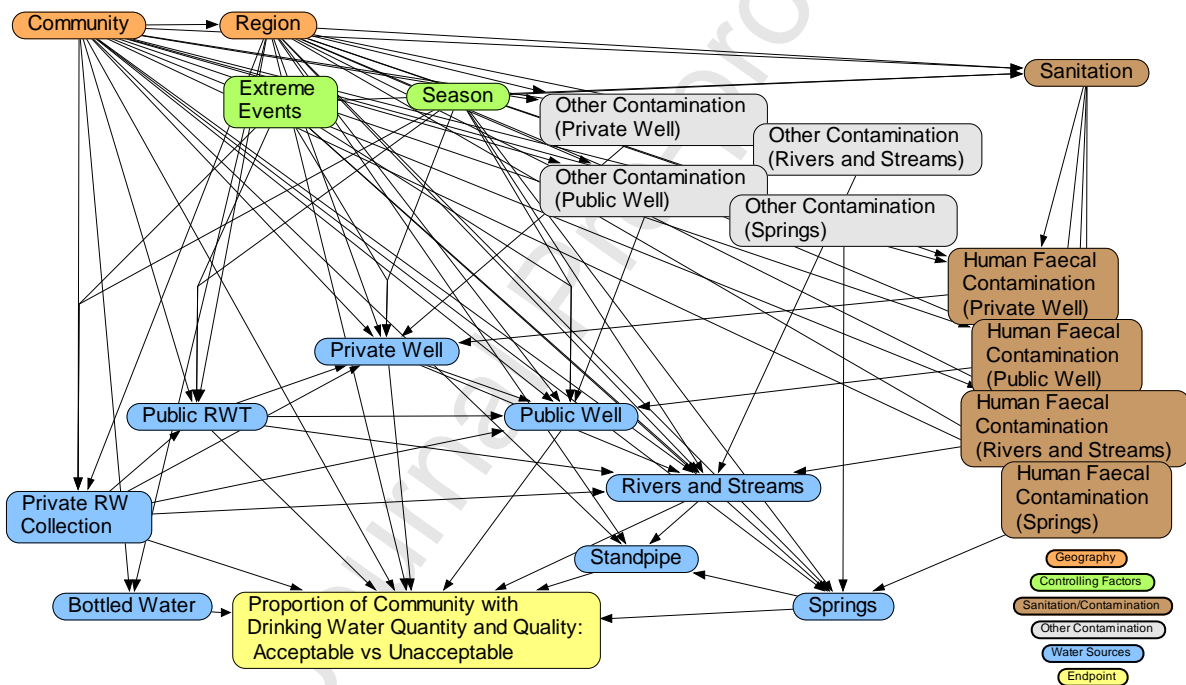 Community
Region
Extreme
Events
Season
Sanitation
Other Contamination
(Private Well)
Other Contamination
(Rivers and Streams)
Other Contamination
(Public Well)
Other Contamination
(Springs)
Human Faecal
Contamination
(Private Well)
Human Faecal
Contamination
(Public Well)
Human Faecal
Contamination
(Rivers and Streams)
Human Faecal
Contamination
(Springs)
Private Well
Public RWT
Public Well
Private RW
Collection
Rivers and Streams
Standpipe
Bottled Water
Springs
Proportion of Community with
Drinking Water Quantity and Quality:
Acceptable vs Unacceptable
Geography
Controlling Factors
Sanitation/Contamination
Other Contamination
Water Sources
Endpoint